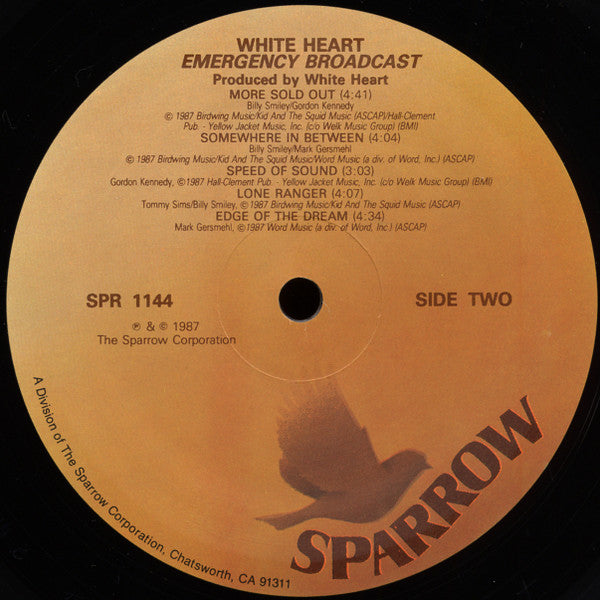 WHITE HEART
EMERGENCY BROADCAST
Produced by White Heart
MORE SOLD OUT (4:41)
Billy Smiley/Gordon Kennedy
© 1987 Birdwing Music/Kid And The Squid Music (ASCAP)/Hall-Clement
Pub. - Yellow Jacket Music, Inc. (c/o Welk Music Group) (BMI)
SOMEWHERE IN BETWEEN (4:04)
Billy Smiley/Mark Gersmehl
© 1987 Birdwing Music/Kid And The Squid Music/Word Music (a div. of Word, Inc.) (ASCAP)
SPEED OF SOUND (3:03)
Gordon Kennedy, ©1987 Hall-Clement Pub. - Yellow Jacket Music, Inc. (c/o Welk Music Group) (BMI)
LONE RANGER (4:07)
Tommy Sims/Billy Smiley, © 1987 Birdwing Music/Kid And The Squid Music (ASCAP)
EDGE OF THE DREAM (4:34)
Mark Gersmehl, ©1987 Word Music (a div. of Word, Inc.) (ASCAP)
SPR 1144
SIDE TWO
℗ & © 1987
The Sparrow Corporation
A Division of The Sparrow Corporation, Chatsworth, CA 91311
SPARROW